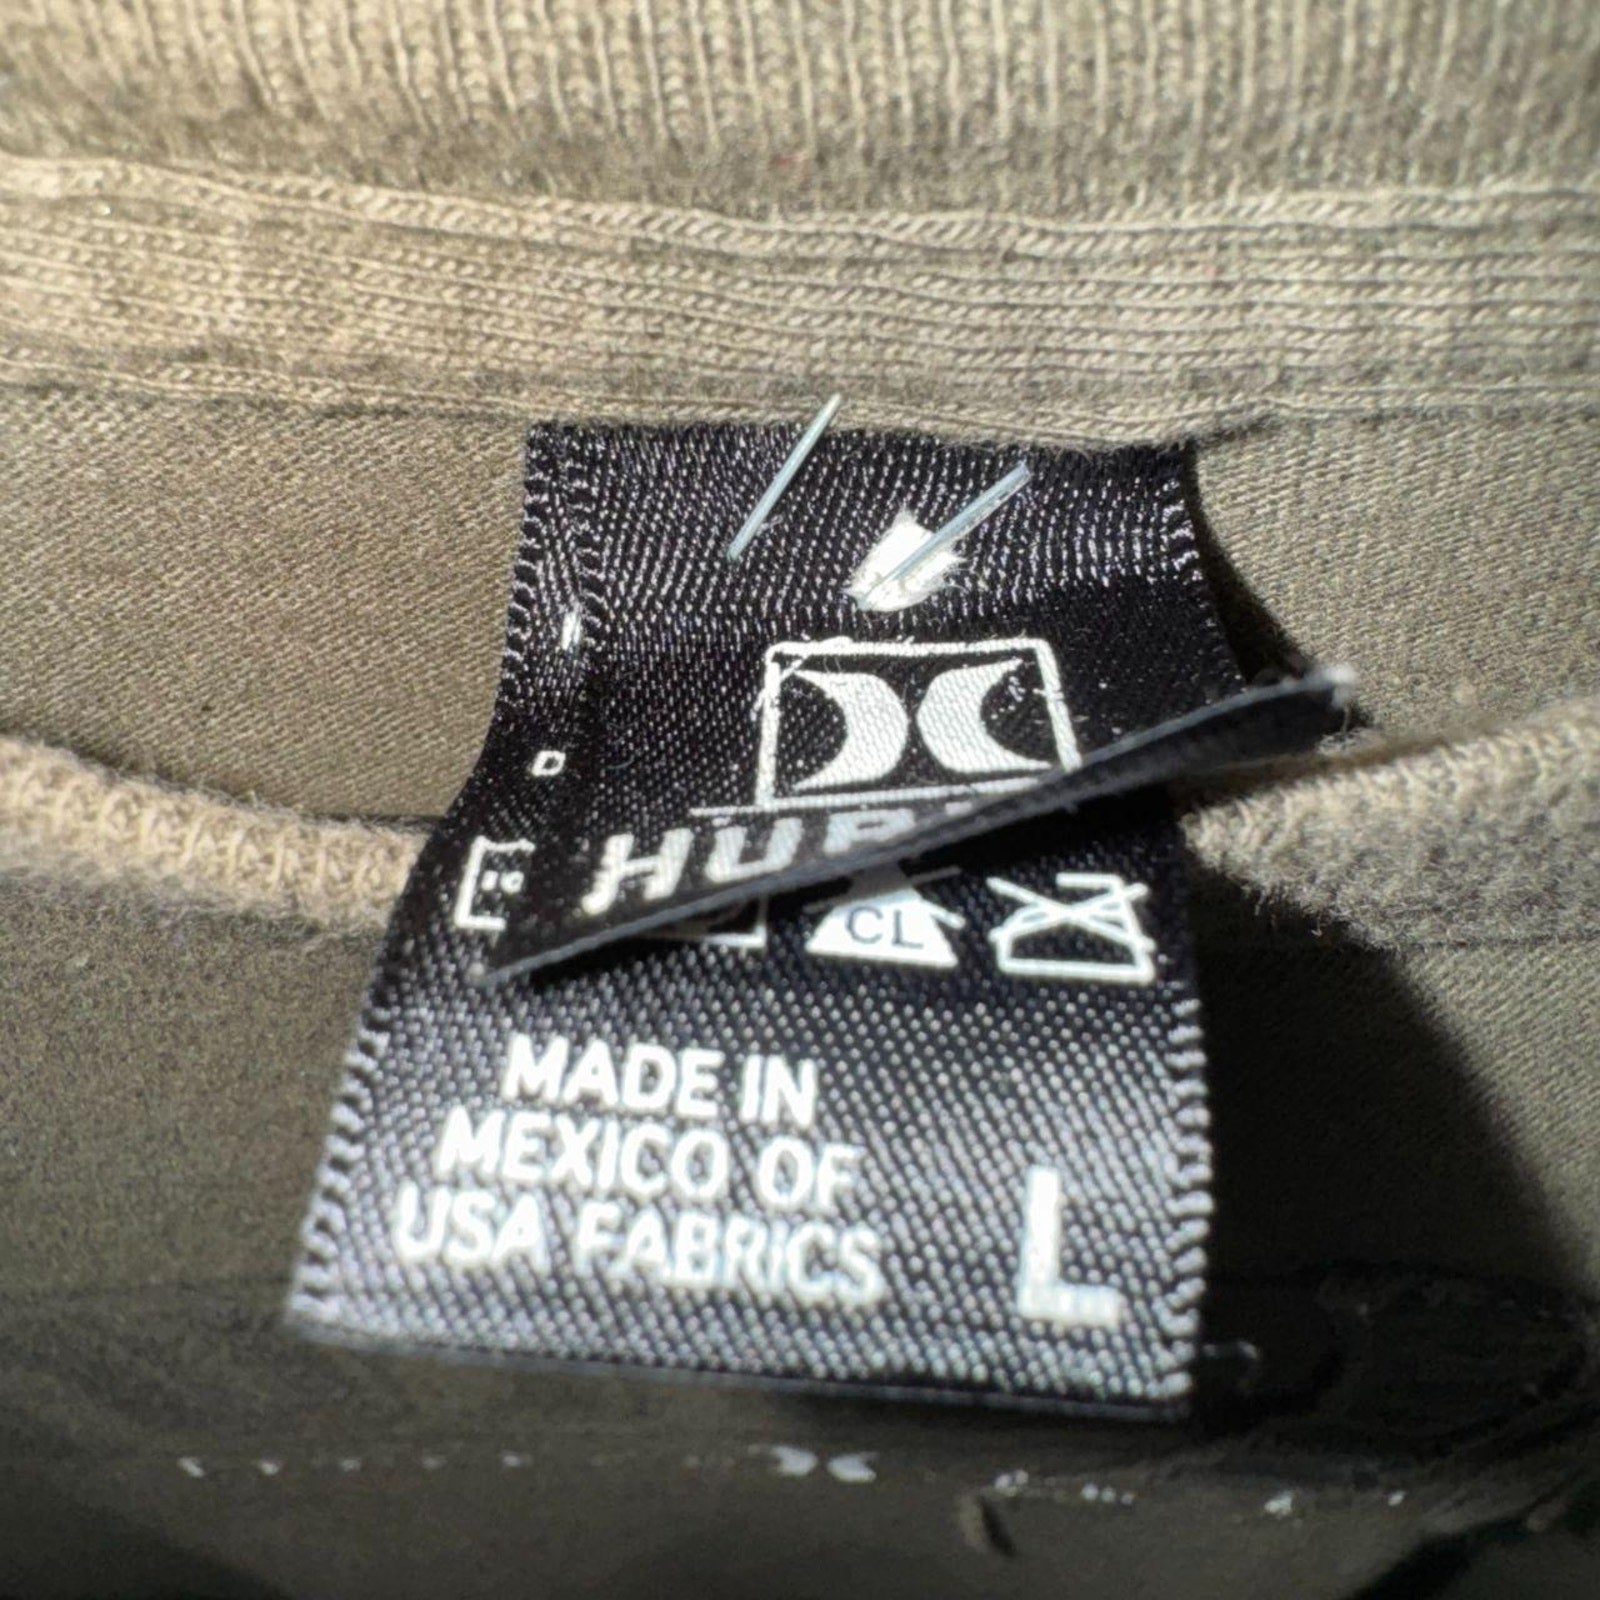 HUR
CL
MADE IN
MEXICO OF
USA FABRICS
L